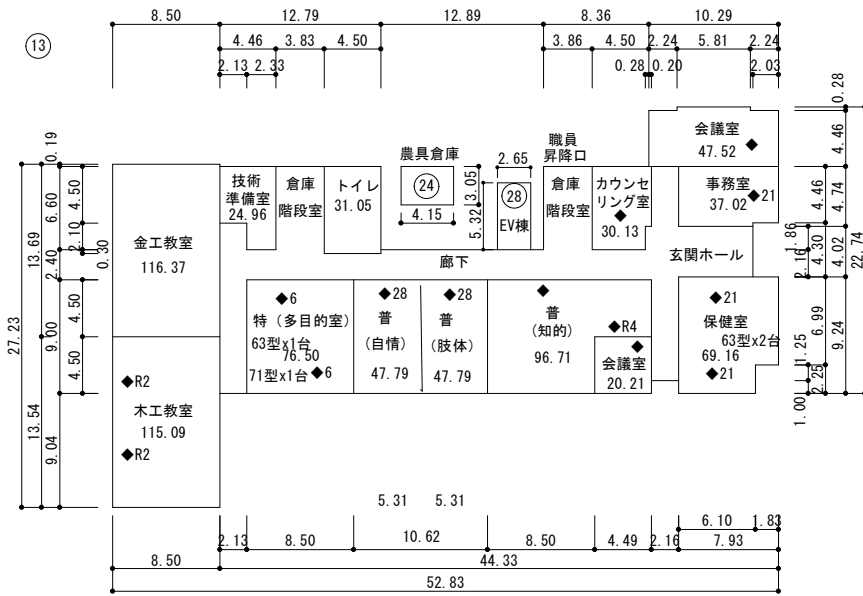 8.50 12.79 12.89 8.36 10.29
13
4.46 3.83 4.50 3.86 4.50 2.24 5.81 2.24
2.13 2.33 0.28 0.20 2.03
0.28
会議室
47.52
4.46
0.19
農具倉庫
職員
昇降口
2.65
技術
準備室
24.96
倉庫
階段室
トイレ
31.05
24
3.05
4.15
5.32
28
EV棟
倉庫
階段室
カウンセ
リング室
30.13
事務室
21
37.02
4.50
6.60
2.10
0.30
13.69
2.40
27.23
4.46
4.74
1.86
4.30
4.02
2.16
22.74
金工教室
116.37
廊下
玄関ホール
6
特(多目的室)
63型x1台
76.50
71型x1台
6
28
普
(自情)
47.79
28
普
(肢体)
47.79
普
(知的)
96.71
R4
会議室
20.21
21
保健室
63型x2台
69.16
21
4.50
9.00
4.50
6.99
9.24
1.25
2.25
1.00
R2
木工教室
115.09
R2
13.54
9.04
5.31 5.31
6.10 1.83
2.13 8.50 10.62 8.50 4.49 2.16 7.93
8.50 44.33
52.83